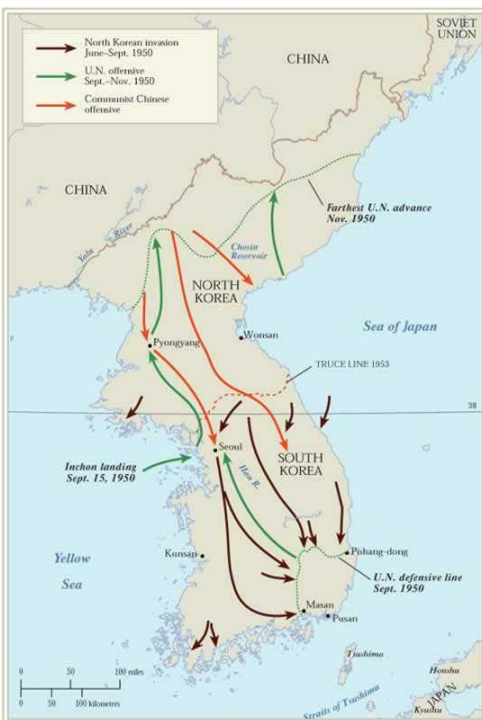 North Korean invasion
June–Sept. 1950
U.N. offensive
Sept.–Nov. 1950
Communist Chinese
offensive
SOVIET
UNION
CHINA
CHINA
Farthest U.N. advance
Nov. 1950
Yalu River
Chosin
Reservoir
NORTH
KOREA
Wonsan
Sea of Japan
Pyongyang
TRUCE LINE 1953
38
Seoul
SOUTH
KOREA
Inchon landing
Sept. 15, 1950
Han R.
Kunsan
Pohang-dong
Yellow
Sea
U.N. defensive line
Sept. 1950
Masan
Pusan
Tsushima
0 50 100 miles
0 50 100 kilometers
Honshu
JAPAN
Kyushu
Straits of Tsushima